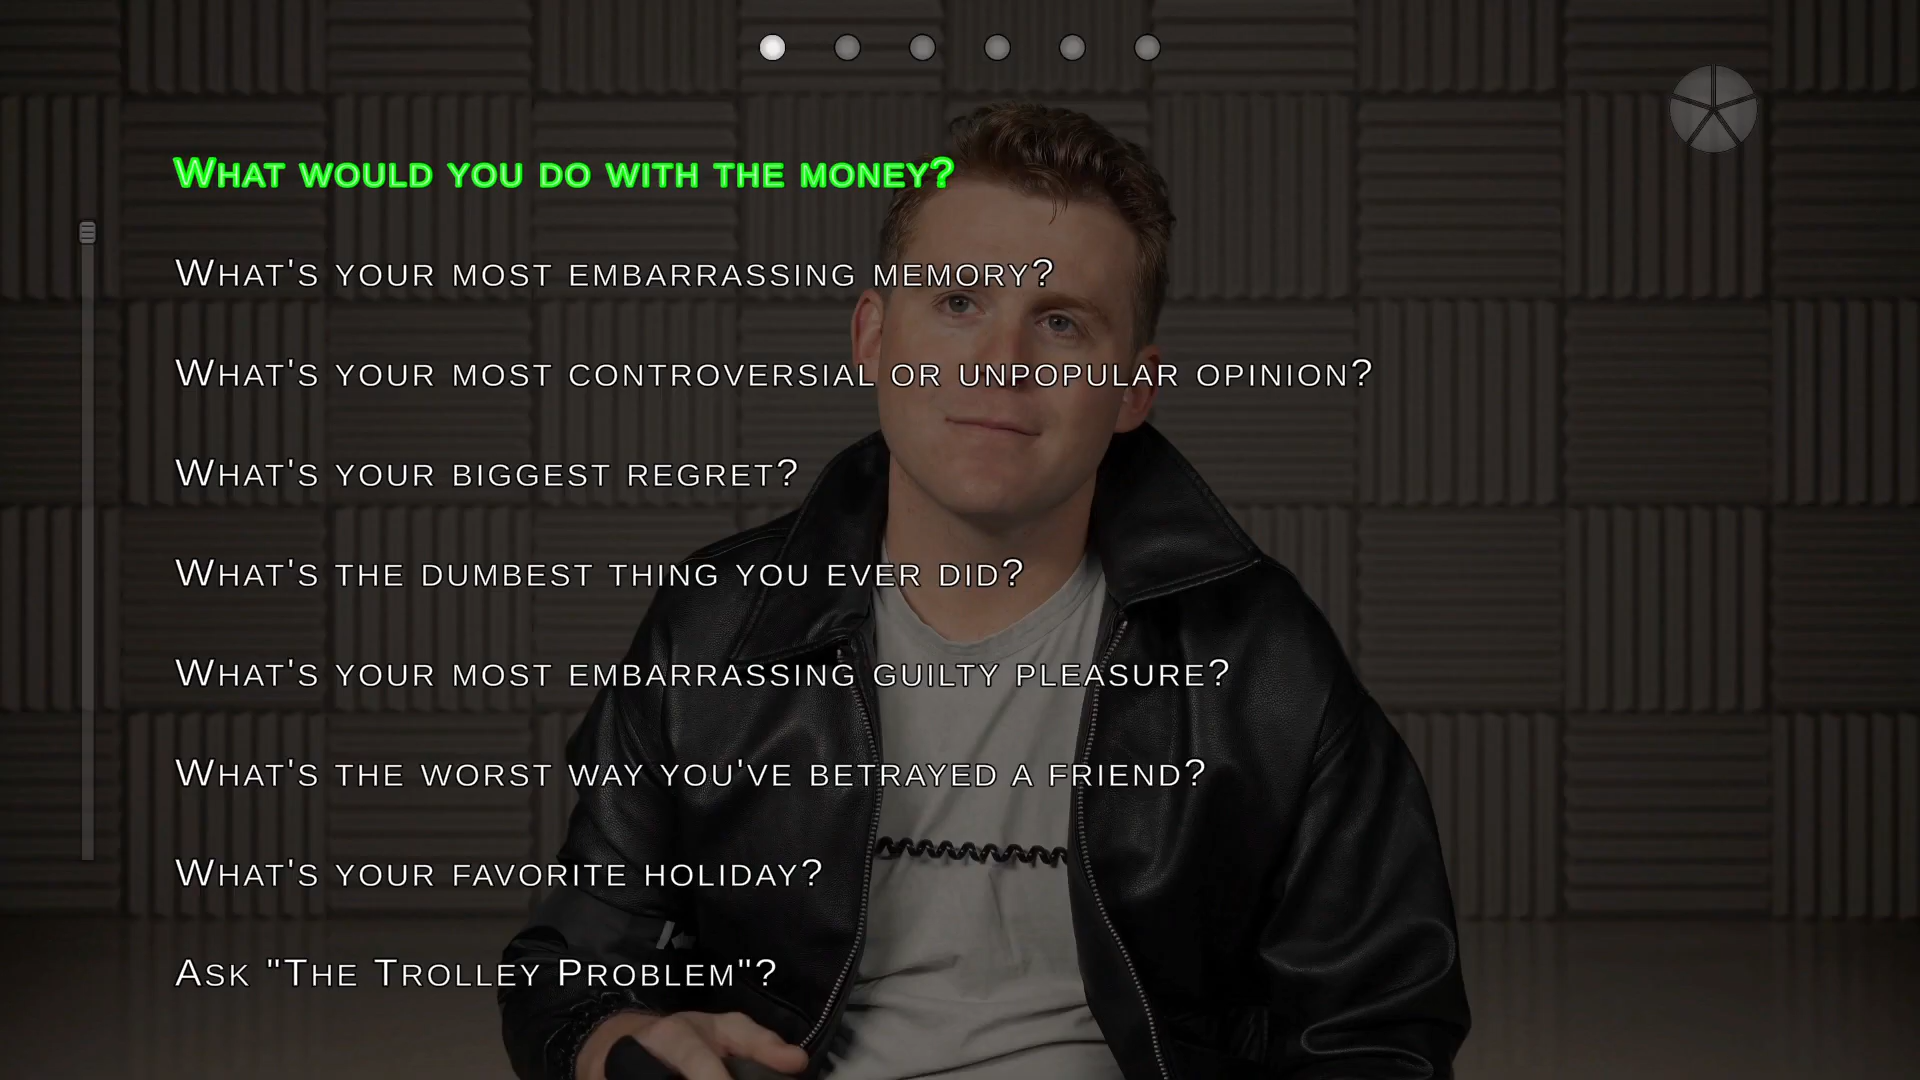 What would you do with the money?
What's your most embarrassing memory?
What's your most controversial or unpopular opinion?
What's your biggest regret?
What's the dumbest thing you ever did?
What's your most embarrassing guilty pleasure?
What's the worst way you've betrayed a friend?
What's your favorite holiday?
Ask "The Trolley Problem"?